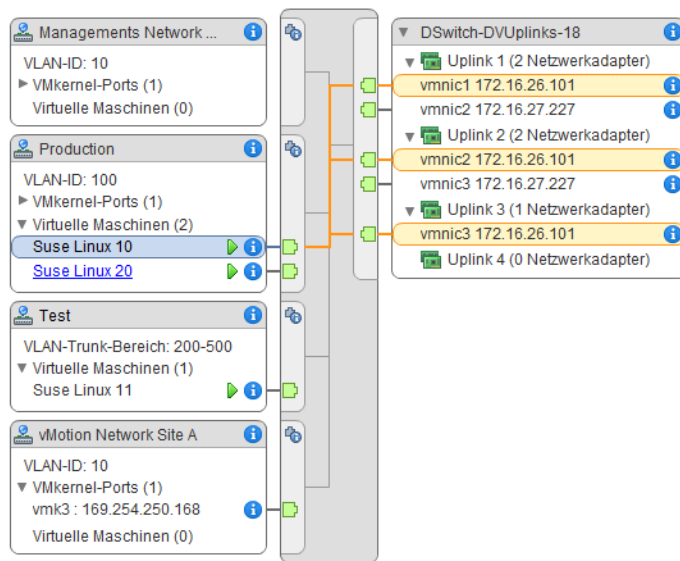 Managements Network ...
VLAN-ID: 10
VMkernel-Ports (1)
Virtuelle Maschinen (0)
Production
VLAN-ID: 100
VMkernel-Ports (1)
Virtuelle Maschinen (2)
Suse Linux 10
Suse Linux 20
Test
VLAN-Trunk-Bereich: 200-500
Virtuelle Maschinen (1)
Suse Linux 11
vMotion Network Site A
VLAN-ID: 10
VMkernel-Ports (1)
vmk3 : 169.254.250.168
Virtuelle Maschinen (0)
DSwitch-DVUplinks-18
Uplink 1 (2 Netzwerkadapter)
vmnic1 172.16.26.101
vmnic2 172.16.27.227
Uplink 2 (2 Netzwerkadapter)
vmnic2 172.16.26.101
vmnic3 172.16.27.227
Uplink 3 (1 Netzwerkadapter)
vmnic3 172.16.26.101
Uplink 4 (0 Netzwerkadapter)